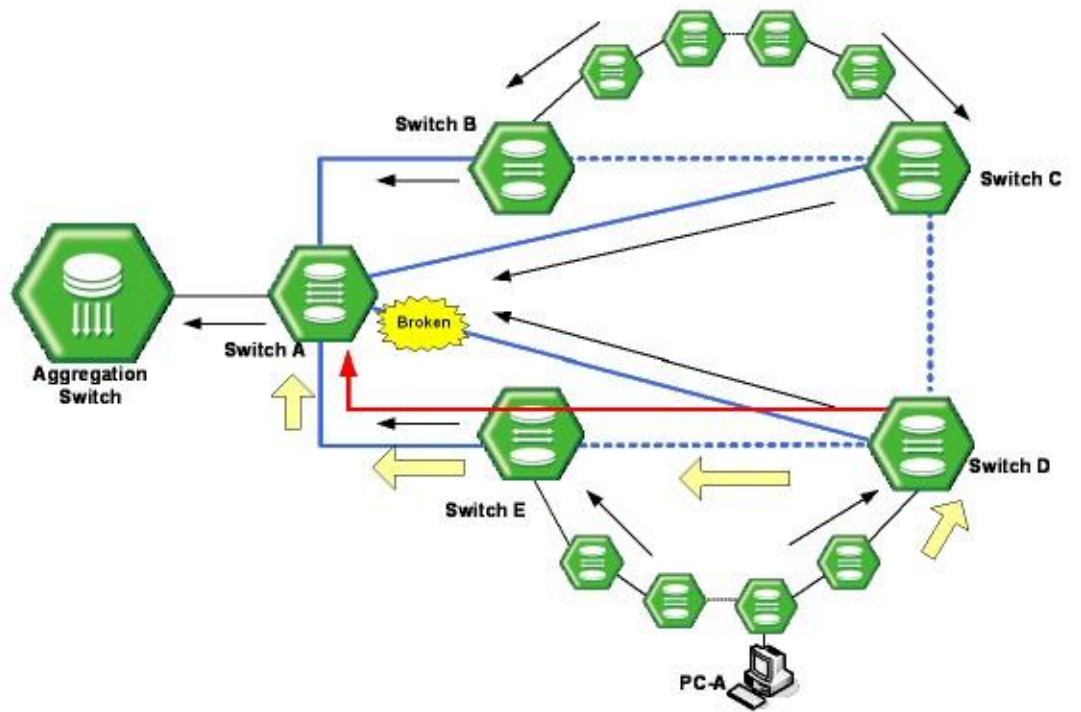 Switch B
Switch C
Broken
Switch A
Aggregation
Switch
Switch D
Switch E
PC-A